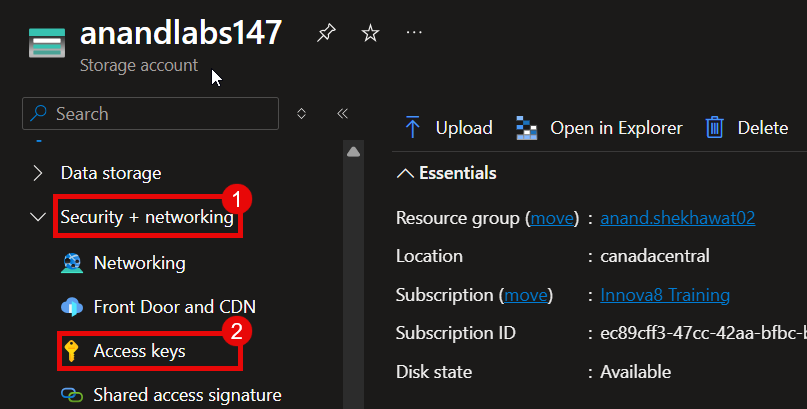 anandlabs147
Storage account
Search
Data storage
1
Security + networking
Networking
Front Door and CDN
2
Access keys
Shared access signature
Upload Open in Explorer Delete
Essentials
Resource group (move) : anand.shekhawat02
Location : canadacentral
Subscription (move) : Innova8 Training
Subscription ID : ec89cff3-47cc-42aa-bfbc-
Disk state : Available